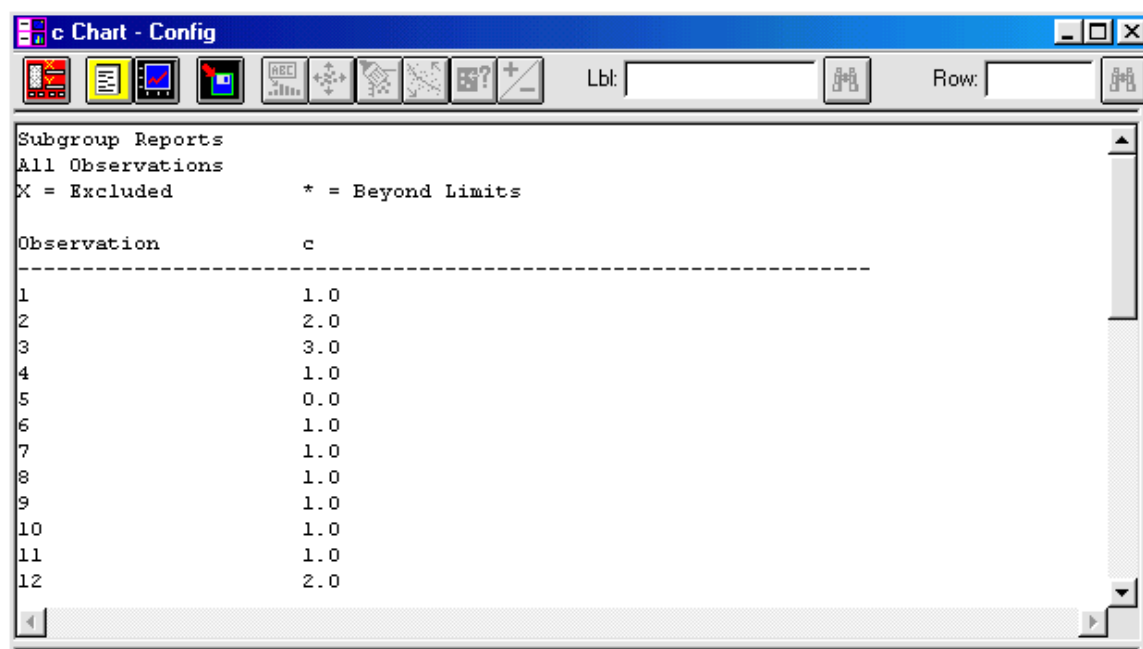 c Chart - Config
ABC ? Lbl: Row:
Subgroup Reports
All Observations
X = Excluded * = Beyond Limits
Observation c
------------------------------------------------------------------
1 1.0
2 2.0
3 3.0
4 1.0
5 0.0
6 1.0
7 1.0
8 1.0
9 1.0
10 1.0
11 1.0
12 2.0